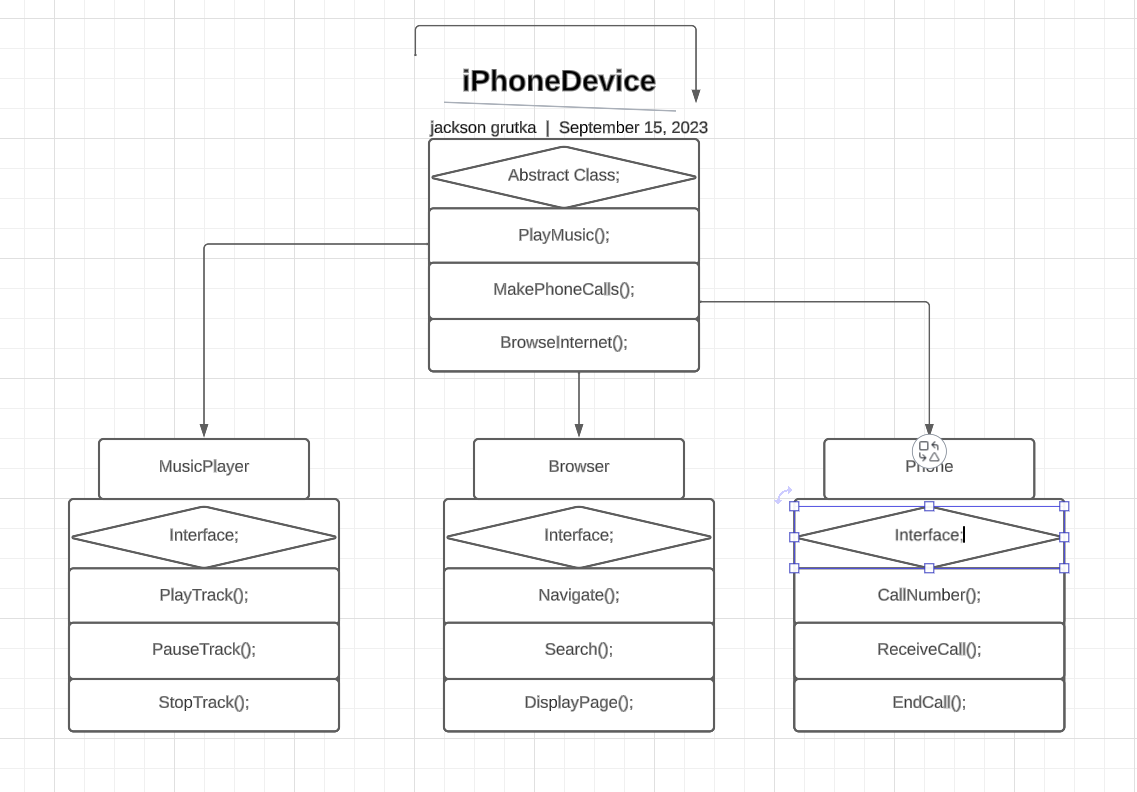 iPhoneDevice
jackson grutka | September 15, 2023
Abstract Class;
PlayMusic();
MakePhoneCalls();
BrowseInternet();
MusicPlayer
Interface;
PlayTrack();
PauseTrack();
StopTrack();
Browser
Interface;
Navigate();
Search();
DisplayPage();
Phone
Interface;
CallNumber();
ReceiveCall();
EndCall();